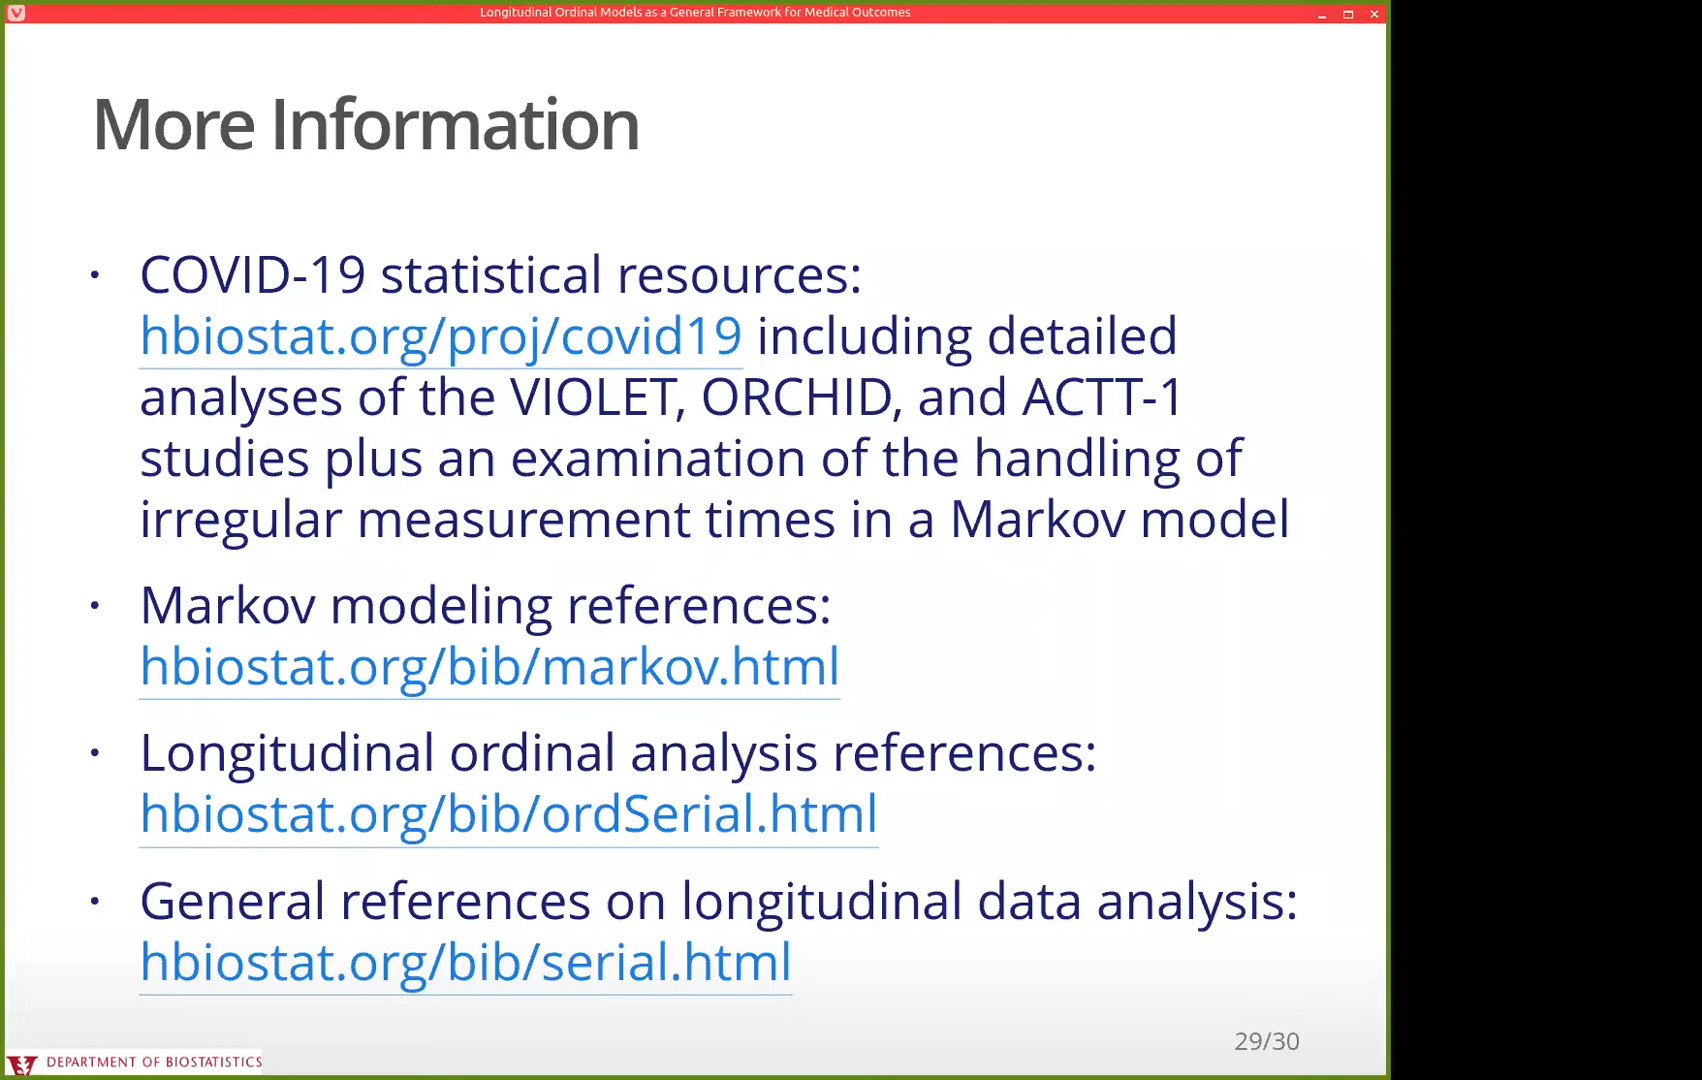 Longitudinal Ordinal Models as a General Framework for Medical Outcomes
More Information
• COVID-19 statistical resources:
hbiostat.org/proj/covid19 including detailed
analyses of the VIOLET, ORCHID, and ACTT-1
studies plus an examination of the handling of
irregular measurement times in a Markov model
• Markov modeling references:
hbiostat.org/bib/markov.html
• Longitudinal ordinal analysis references:
hbiostat.org/bib/ordSerial.html
• General references on longitudinal data analysis:
hbiostat.org/bib/serial.html
29/30
DEPARTMENT OF BIOSTATISTICS